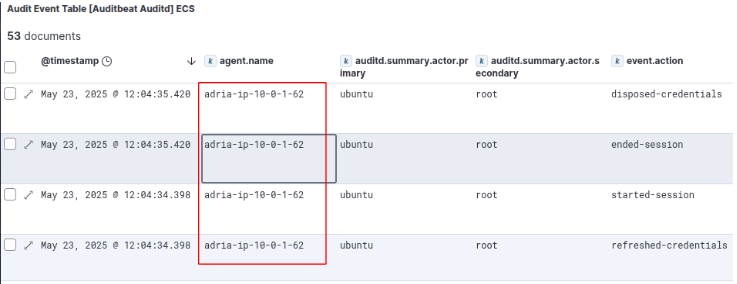 Audit Event Table [Auditbeat Auditd] ECS
53 documents
@timestamp k agent.name k auditd.summary.actor.pr k auditd.summary.actor.s k event.action
imary econdary
May 23, 2025 @ 12:04:35.420 adria-ip-10-0-1-62 ubuntu root disposed-credentials
May 23, 2025 @ 12:04:35.420 adria-ip-10-0-1-62 ubuntu root ended-session
May 23, 2025 @ 12:04:34.398 adria-ip-10-0-1-62 ubuntu root started-session
May 23, 2025 @ 12:04:34.398 adria-ip-10-0-1-62 ubuntu root refreshed-credentials